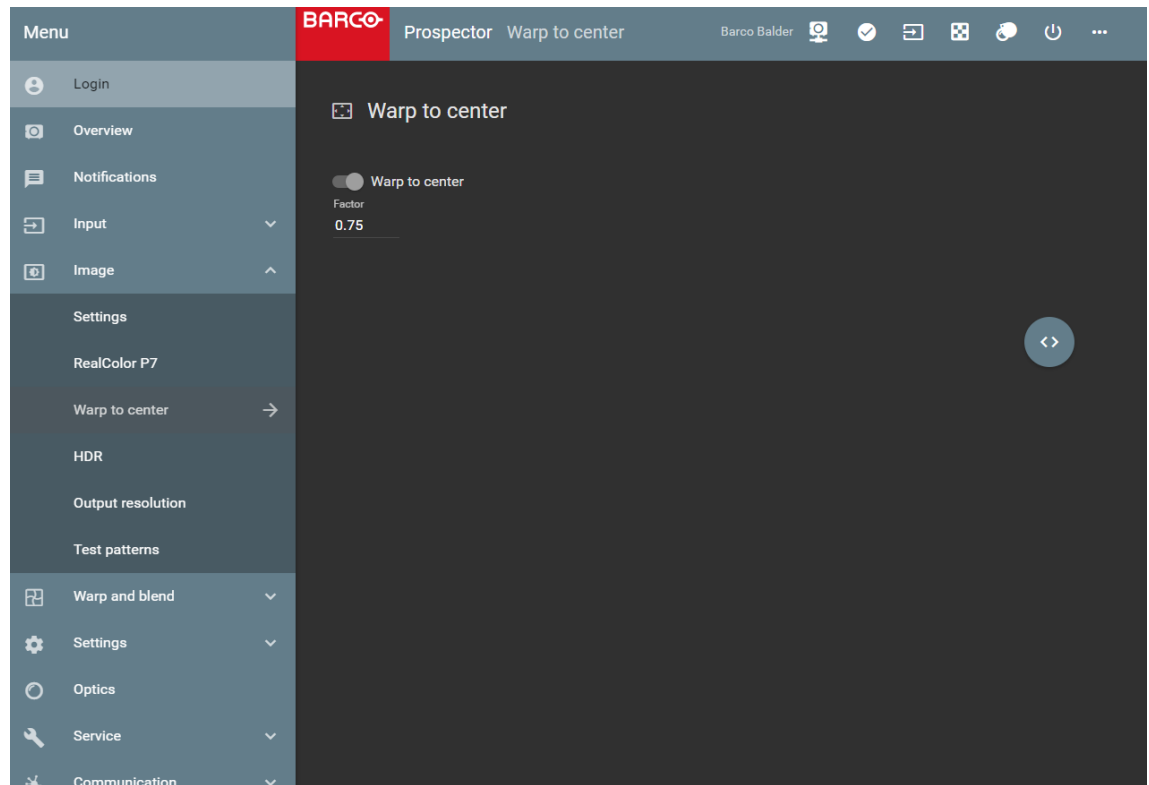 Menu
BARCO
Prospector Warp to center
Barco Balder
Login
Overview
Notifications
Input
Image
Settings
RealColor P7
Warp to center
HDR
Output resolution
Test patterns
Warp and blend
Settings
Optics
Service
Communication
Warp to center
Warp to center
Factor
0.75